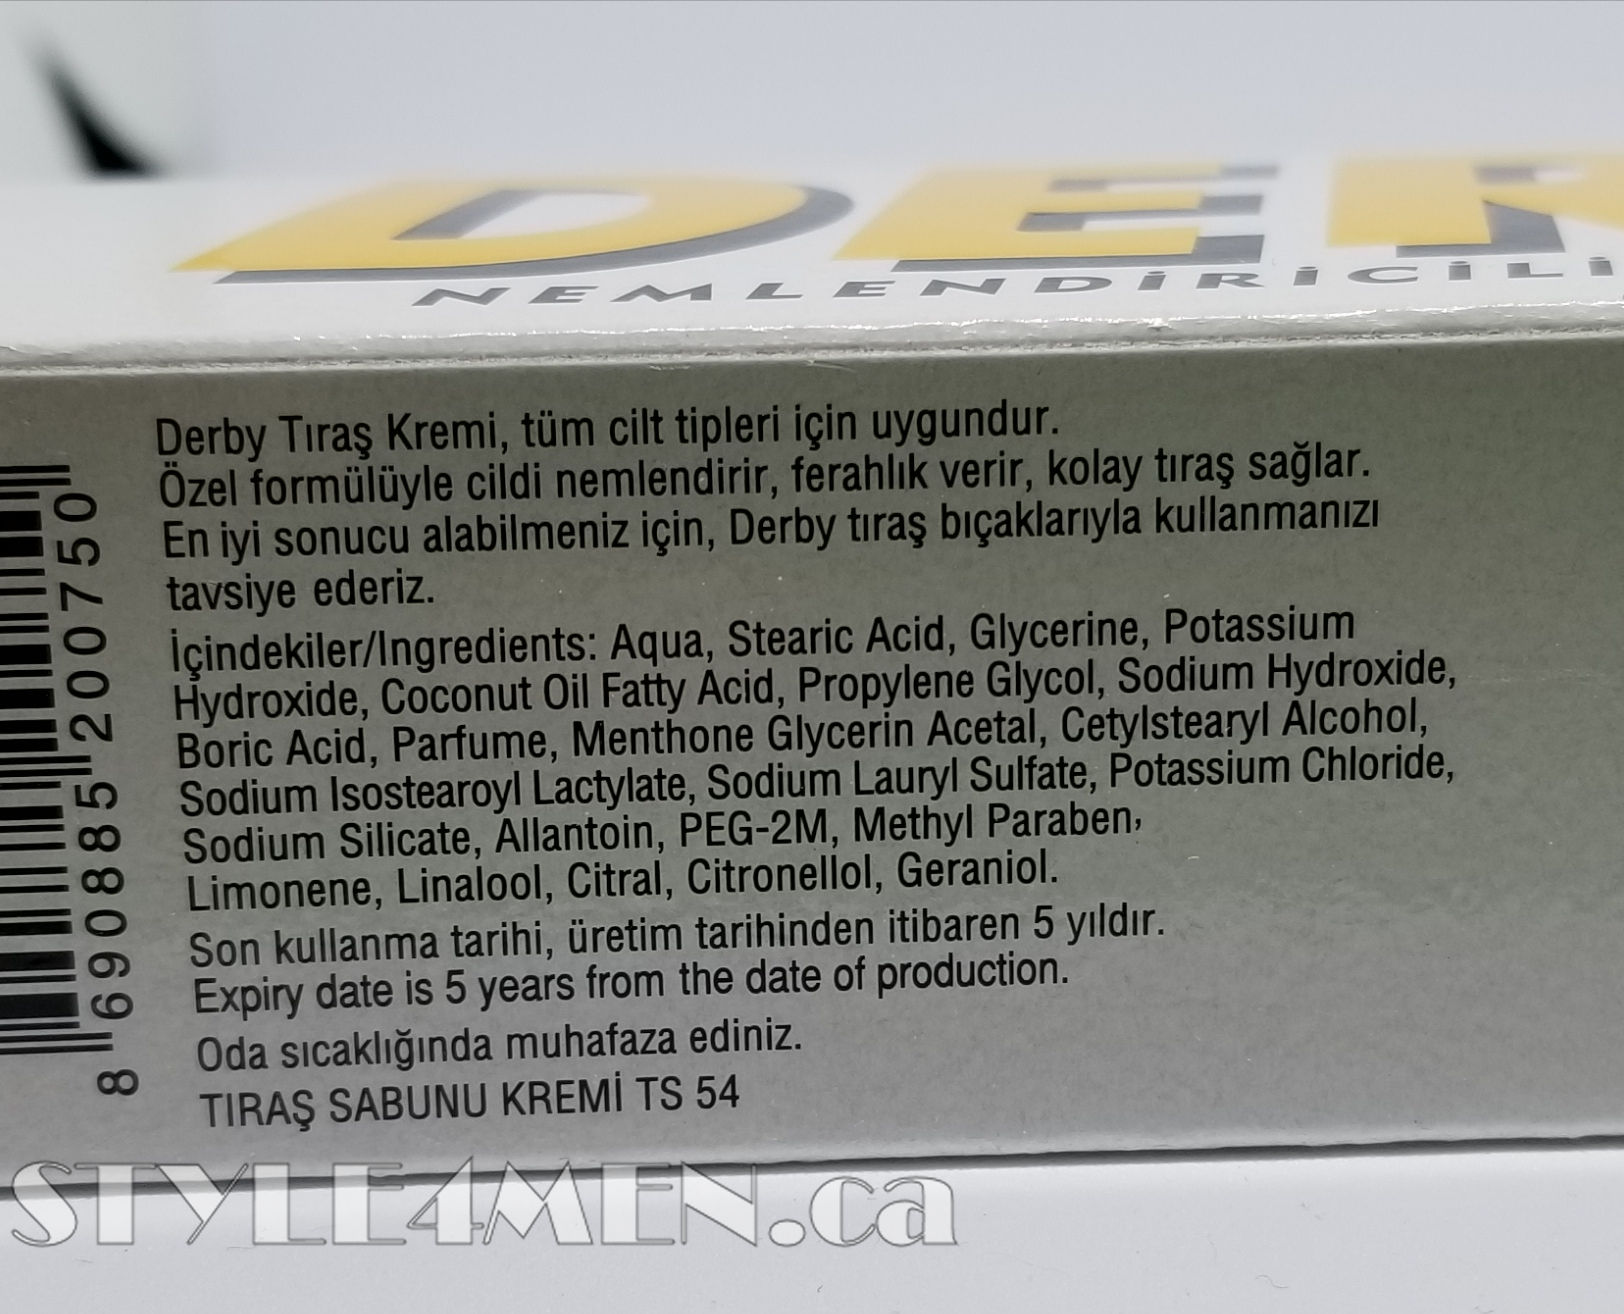 DER
NEMLENDİRİCİLİ
Derby Tıraş Kremi, tüm cilt tipleri için uygundur.
Özel formülüyle cildi nemlendirir, ferahlık verir, kolay tıraş sağlar.
En iyi sonucu alabilmeniz için, Derby tıraş bıçaklarıyla kullanmanızı
tavsiye ederiz.
İçindekiler/Ingredients: Aqua, Stearic Acid, Glycerine, Potassium
Hydroxide, Coconut Oil Fatty Acid, Propylene Glycol, Sodium Hydroxide,
Boric Acid, Parfume, Menthone Glycerin Acetal, Cetylstearyl Alcohol,
Sodium Isostearoyl Lactylate, Sodium Lauryl Sulfate, Potassium Chloride,
Sodium Silicate, Allantoin, PEG-2M, Methyl Paraben,
Limonene, Linalool, Citral, Citronellol, Geraniol.
Son kullanma tarihi, üretim tarihinden itibaren 5 yıldır.
Expiry date is 5 years from the date of production.
Oda sıcaklığında muhafaza ediniz.
TIRAŞ SABUNU KREMİ TS 54
8 690885 200750
STYLE4MEN.ca